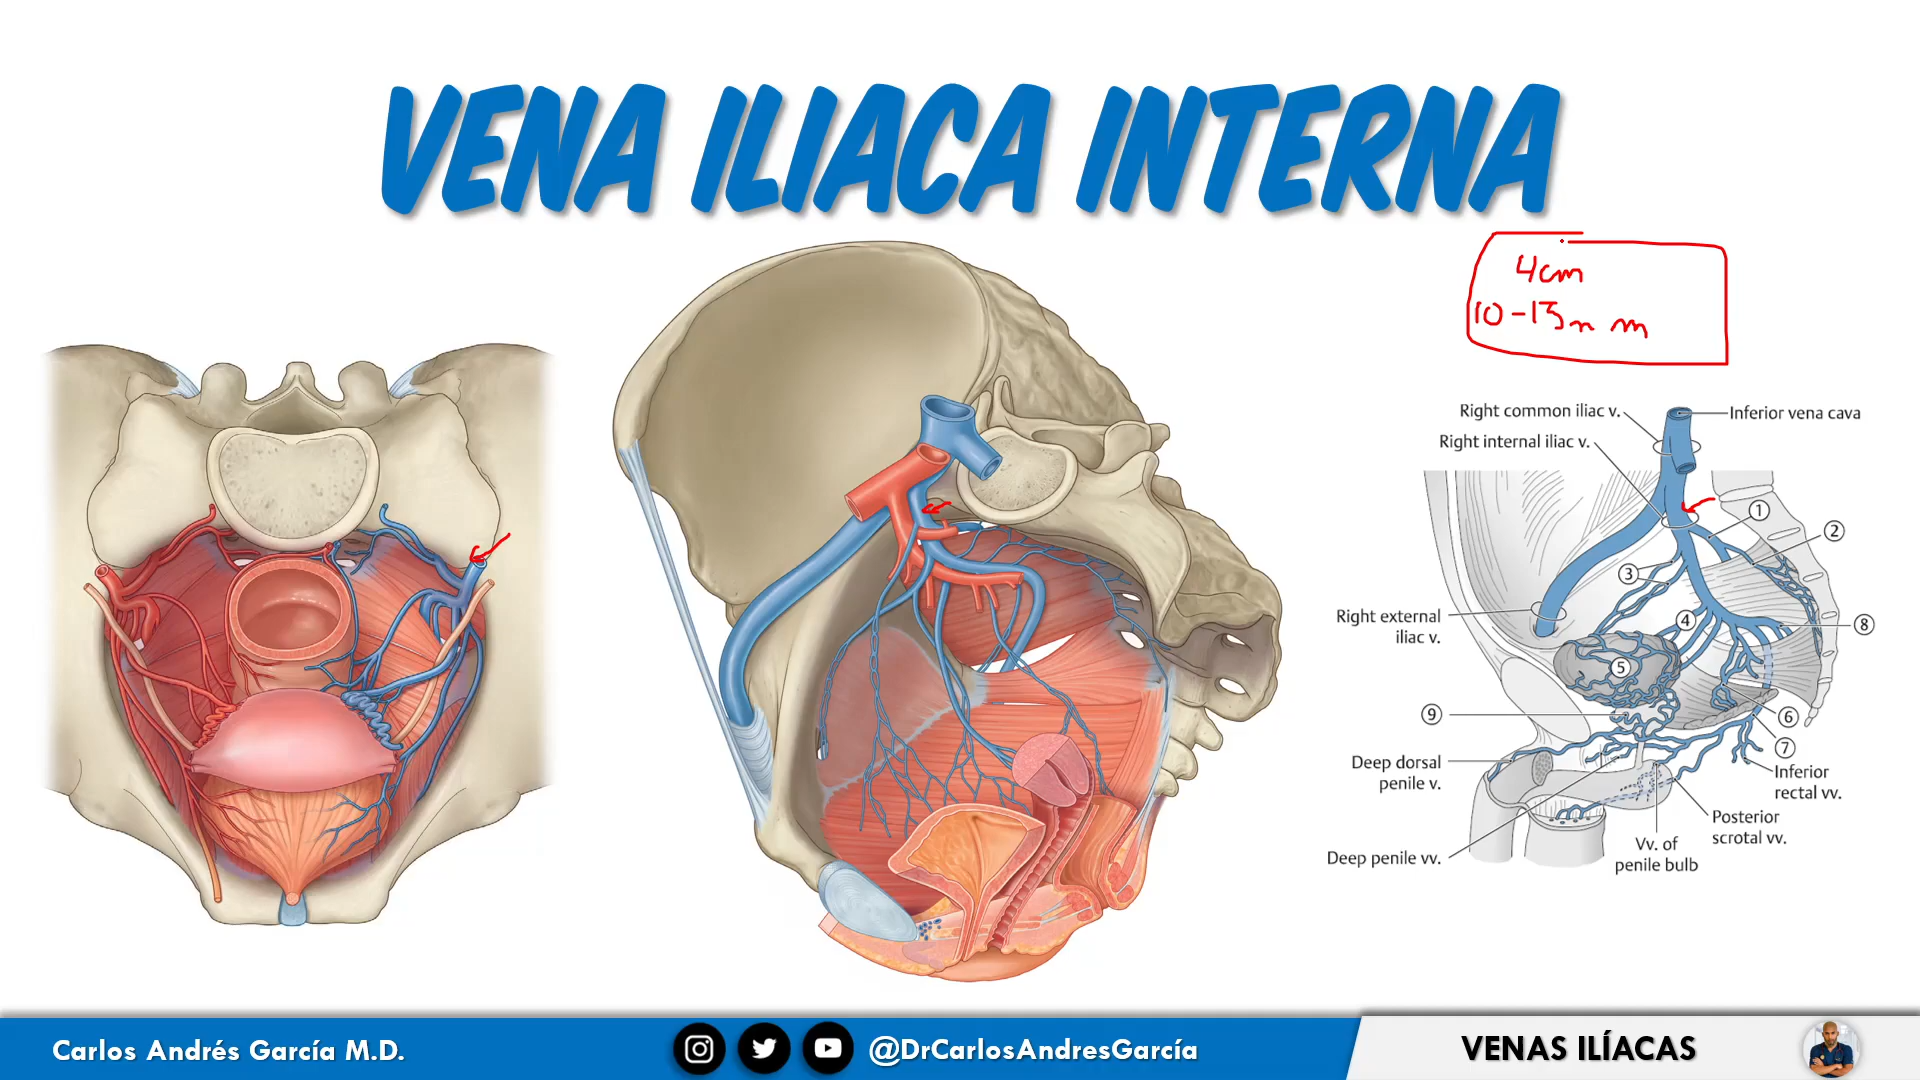 VENA ILIACA INTERNA
4cm
10-15mm
Right common iliac v.
Inferior vena cava
Right internal iliac v.
①
②
③
④
⑧
Right external
iliac v.
⑤
⑨
⑥
⑦
Deep dorsal
penile v.
Inferior
rectal vv.
Posterior
scrotal vv.
Vv. of
penile bulb
Deep penile vv.
Carlos Andrés García M.D.
@DrCarlosAndresGarcía
VENAS ILÍACAS